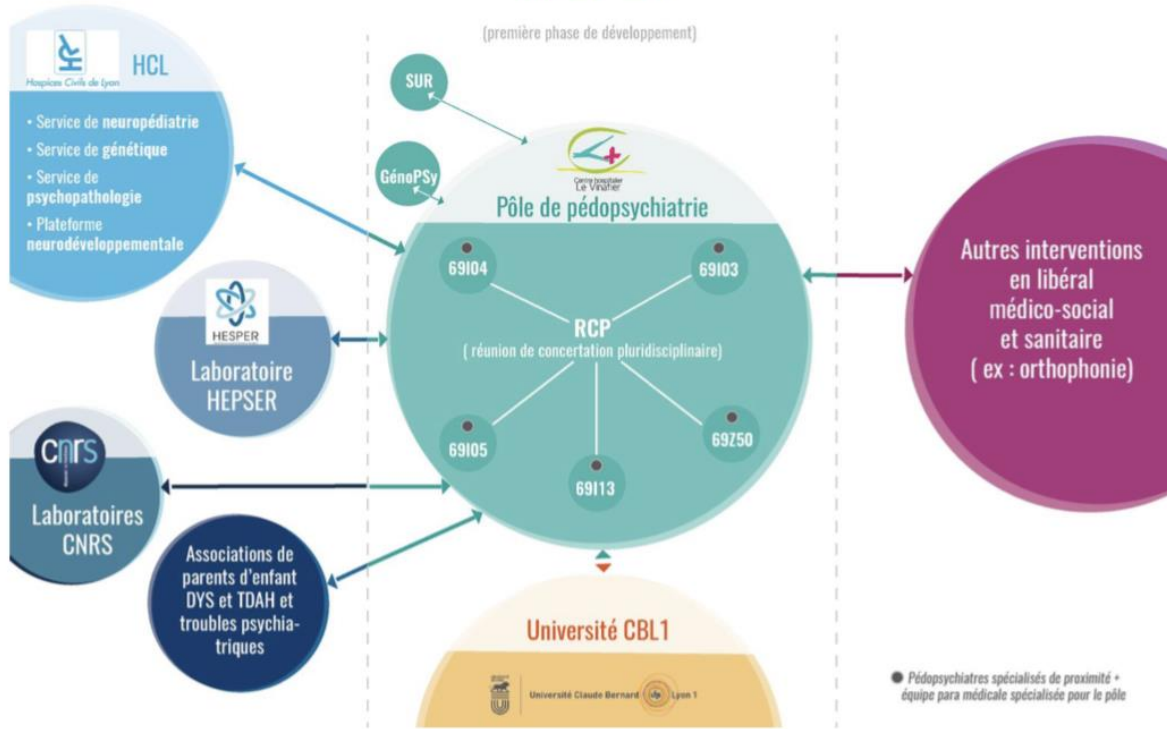 (première phase de développement)
HCL
Hospices Civils de Lyon
• Service de neuropédiatrie
• Service de génétique
• Service de
psychopathologie
• Plateforme
neurodéveloppementale
SUR
GénoPSy
Centre hospitalier
Le Vinatier
Pôle de pédopsychiatrie
69I04
69I03
RCP
( réunion de concertation pluridisciplinaire)
69I05
69I13
69Z50
HESPER
Laboratoire
HEPSER
cnrs
Laboratoires
CNRS
Associations de
parents d'enfant
DYS et TDAH et
troubles psychia-
triques
Autres interventions
en libéral
médico-social
et sanitaire
( ex : orthophonie)
Université CBL1
Université Claude Bernard Lyon 1
Pédopsychiatres spécialisés de proximité +
équipe para médicale spécialisée pour le pôle